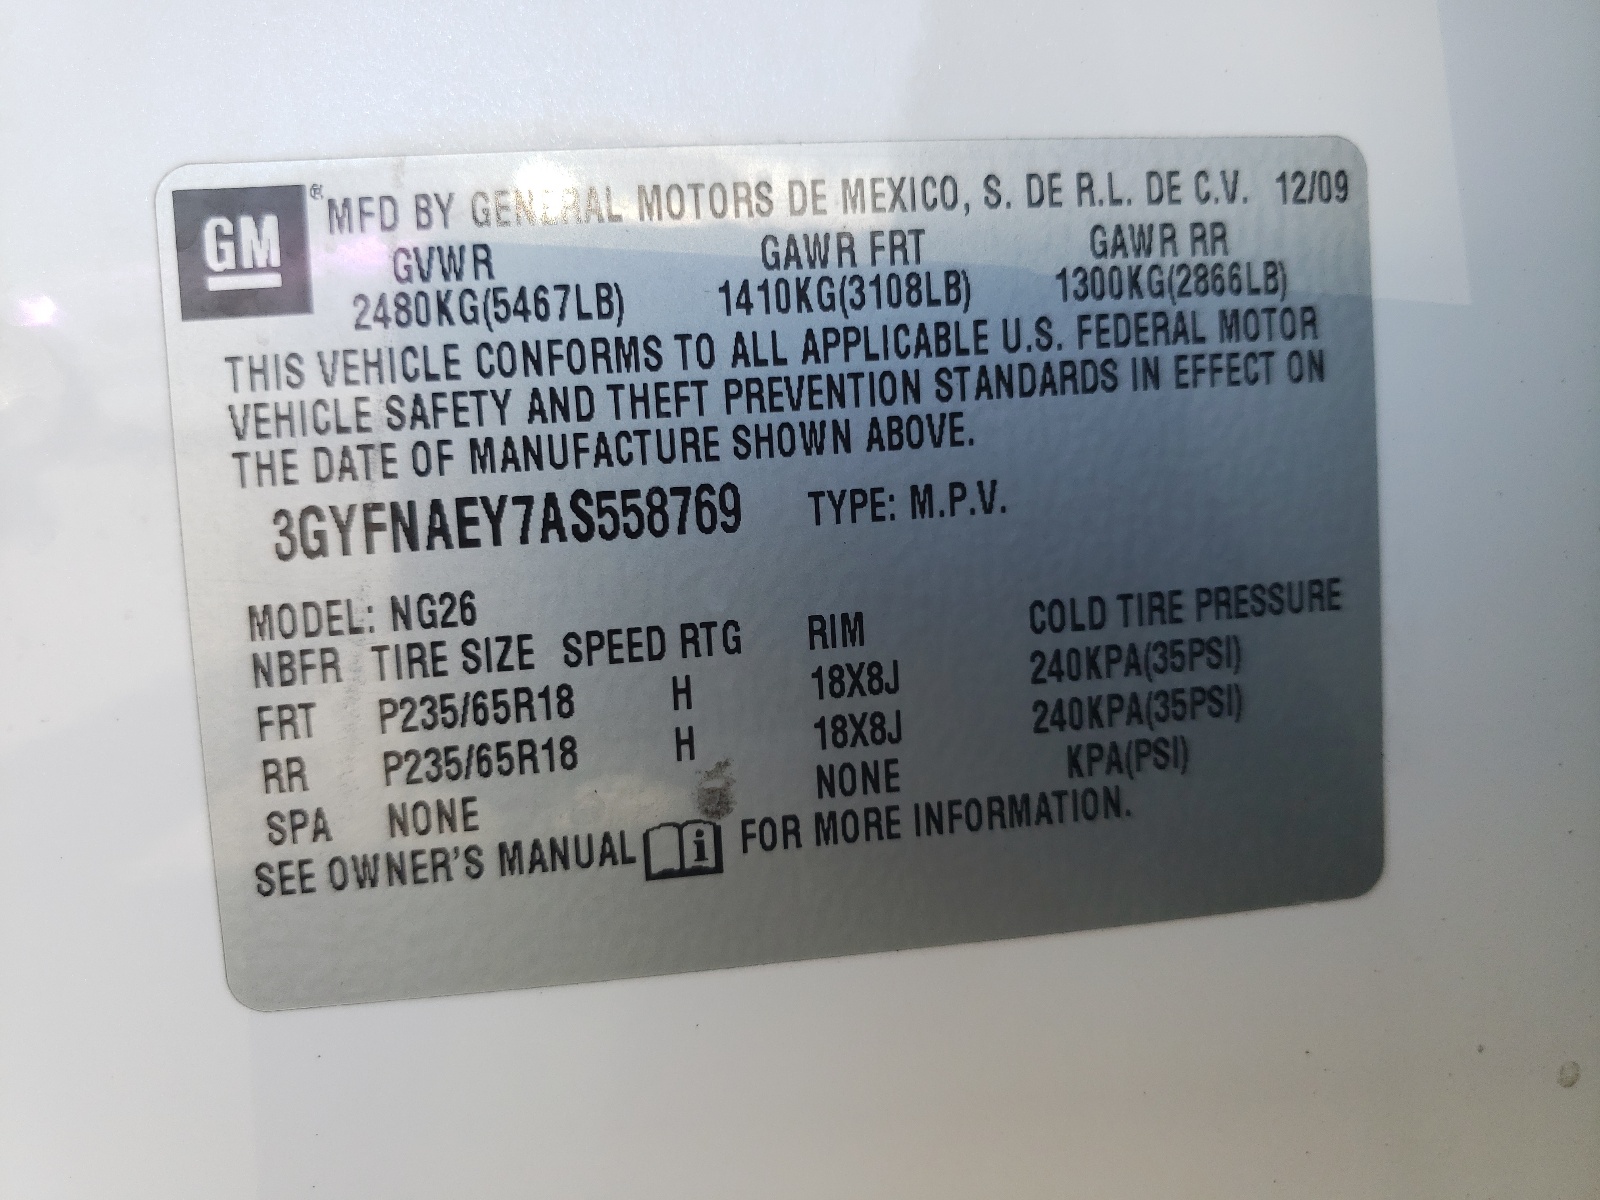 GM ® MFD BY GENERAL MOTORS DE MEXICO, S. DE R.L. DE C.V. 12/09
GVWR GAWR FRT GAWR RR
2480KG(5467LB) 1410KG(3108LB) 1300KG(2866LB)
THIS VEHICLE CONFORMS TO ALL APPLICABLE U.S. FEDERAL MOTOR
VEHICLE SAFETY AND THEFT PREVENTION STANDARDS IN EFFECT ON
THE DATE OF MANUFACTURE SHOWN ABOVE.
3GYFNAEY7AS558769 TYPE: M.P.V.
MODEL: NG26
NBFR TIRE SIZE SPEED RTG RIM COLD TIRE PRESSURE
FRT P235/65R18 H 18X8J 240KPA(35PSI)
RR P235/65R18 H 18X8J 240KPA(35PSI)
SPA NONE NONE KPA(PSI)
SEE OWNER'S MANUAL i FOR MORE INFORMATION.